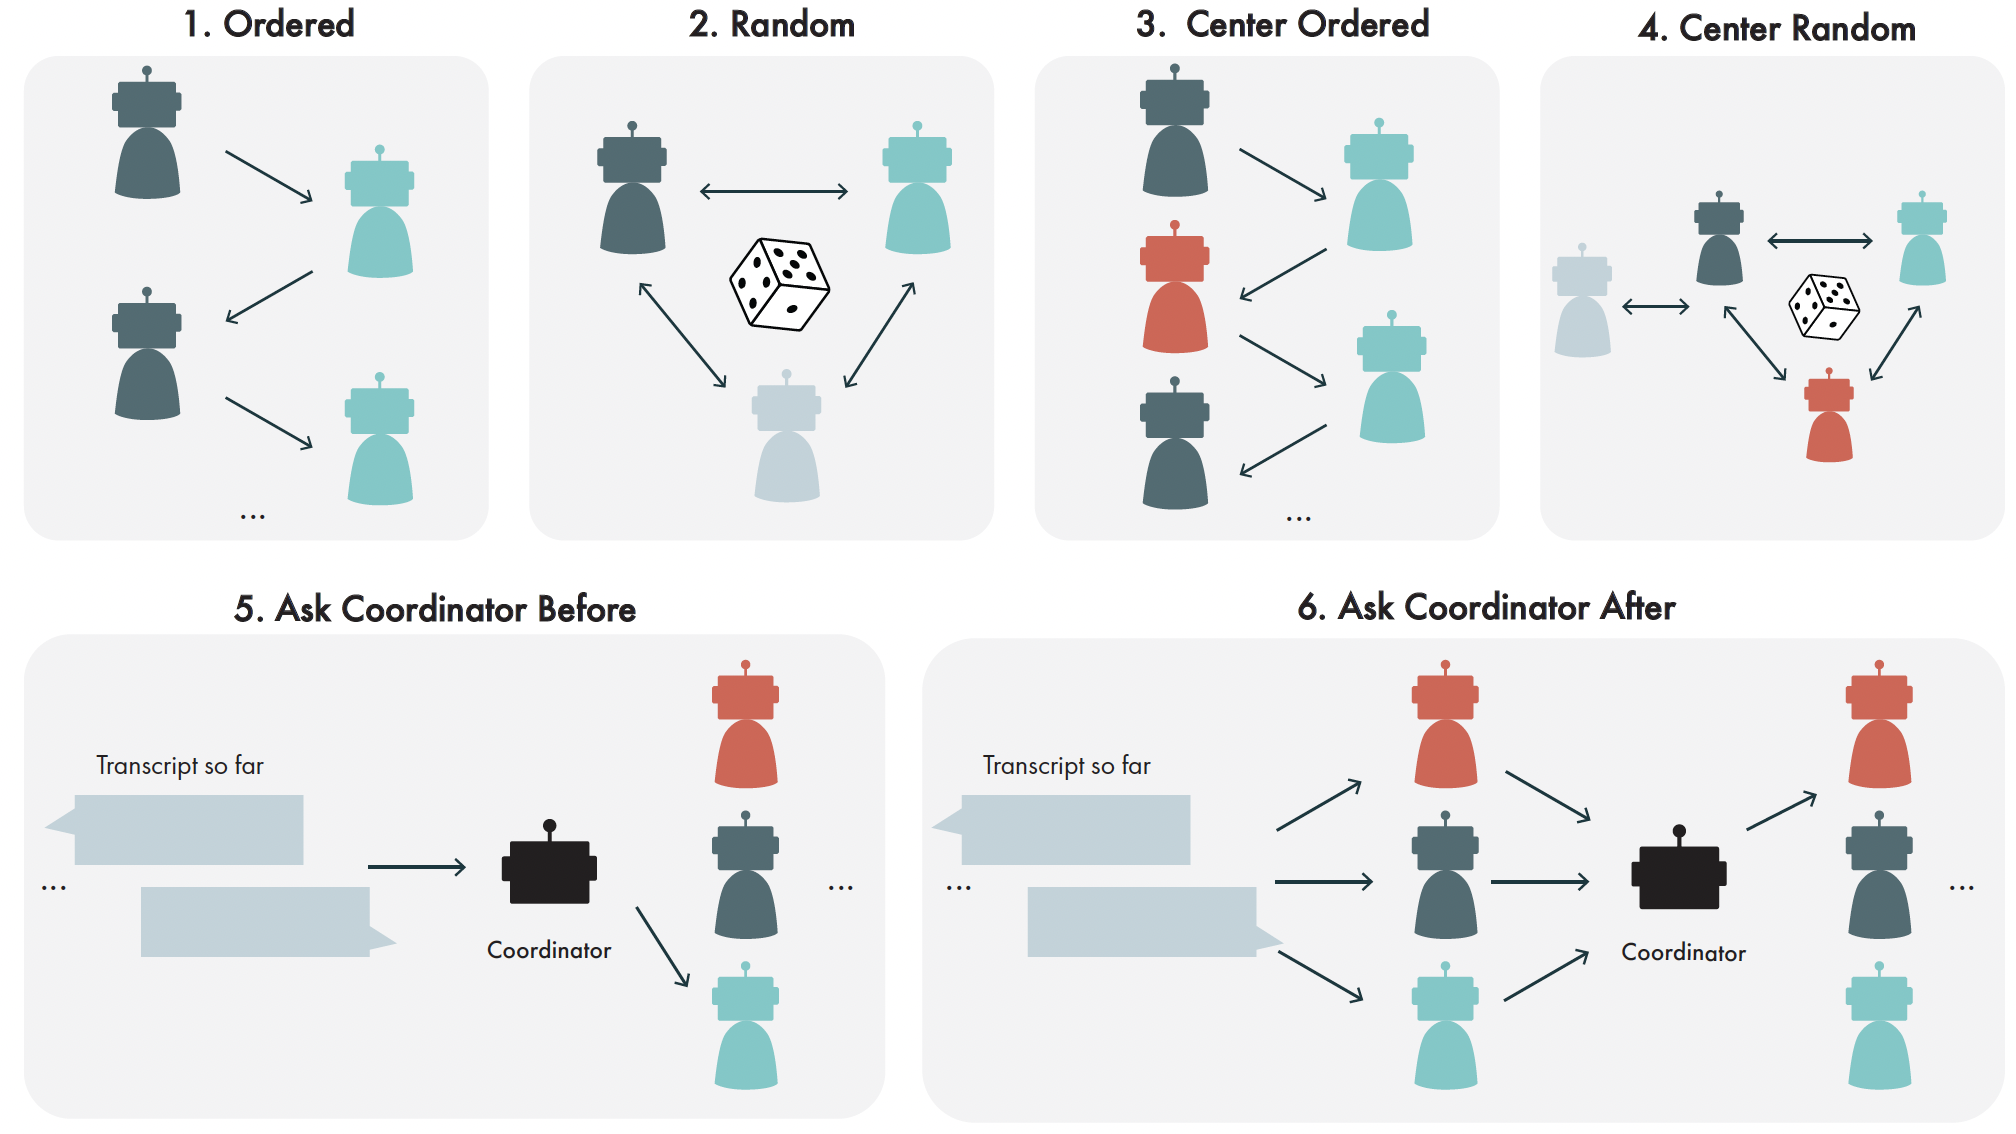 1. Ordered
2. Random
3. Center Ordered
4. Center Random
...
...
5. Ask Coordinator Before
6. Ask Coordinator After
Transcript so far
...
Coordinator
...
Transcript so far
...
Coordinator
...